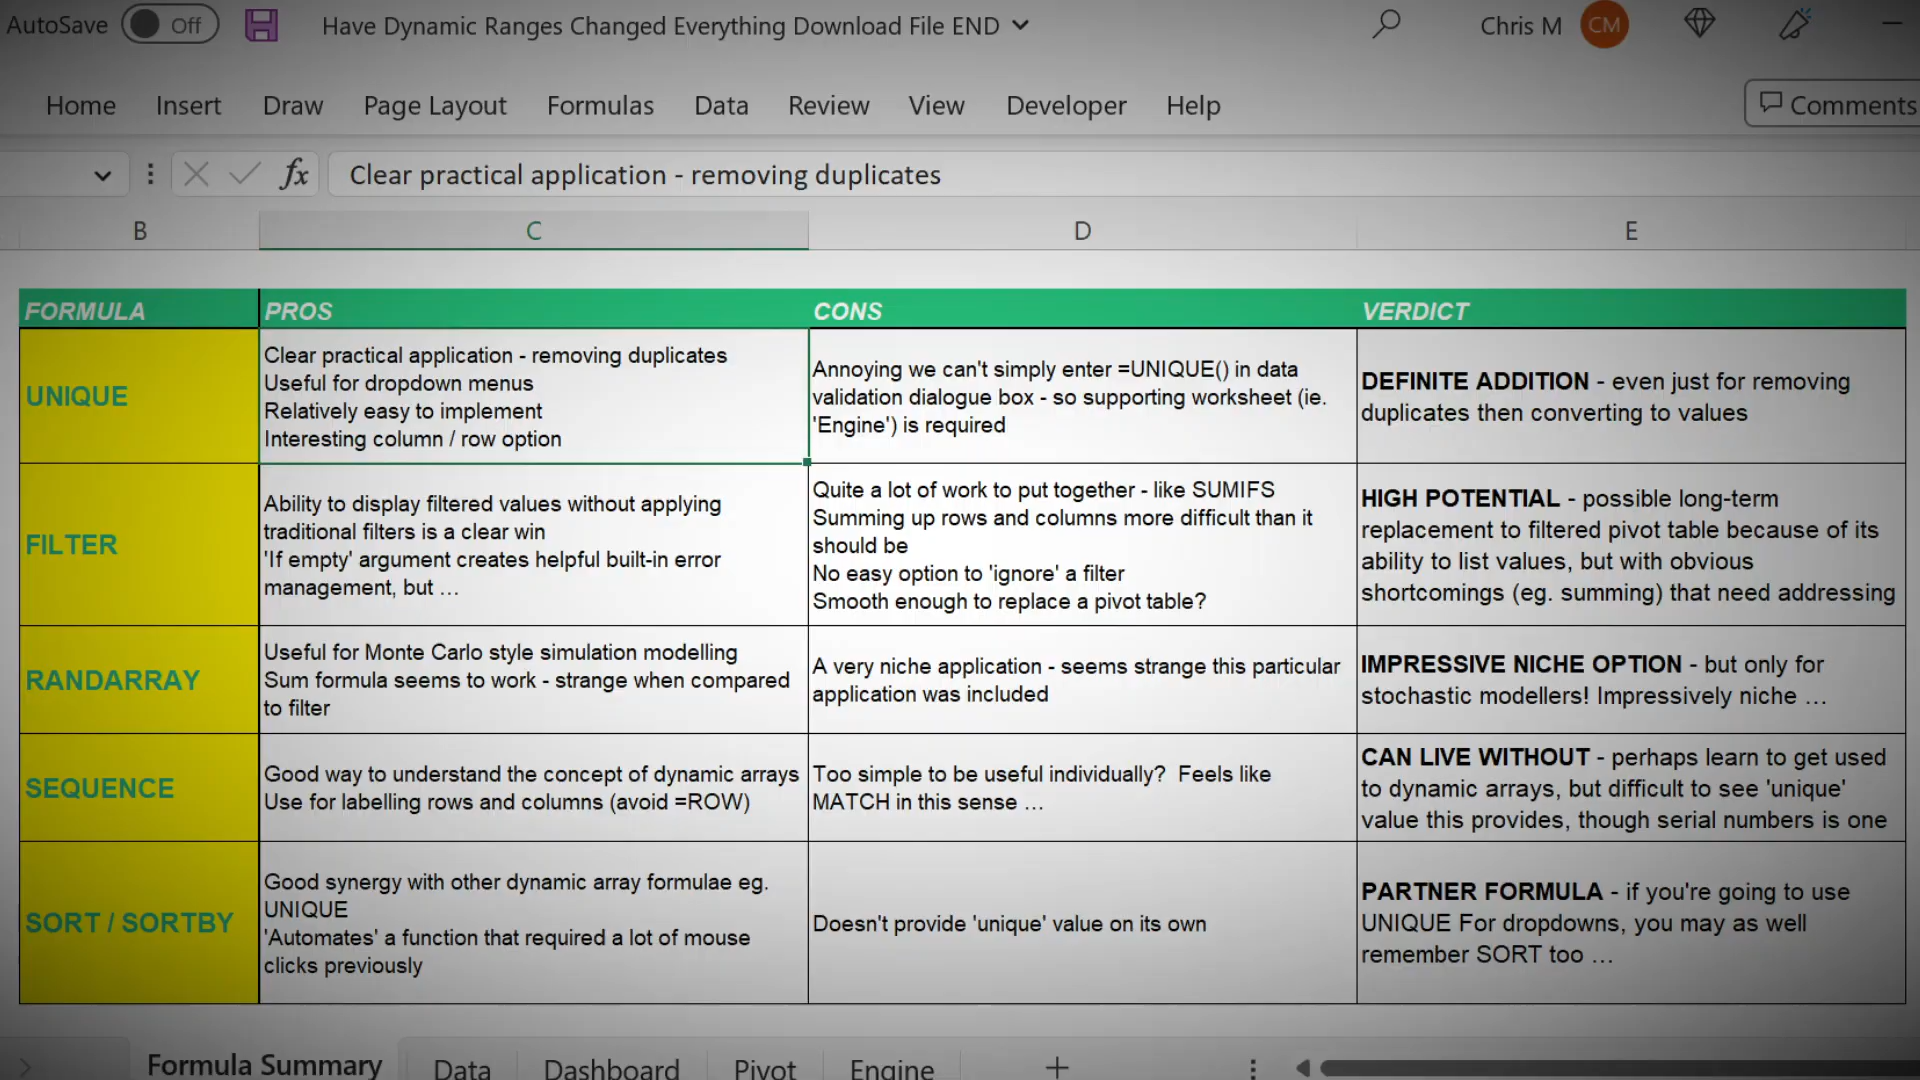 AutoSave Off Have Dynamic Ranges Changed Everything Download File END Chris M CM
Home Insert Draw Page Layout Formulas Data Review View Developer Help Comments
fx Clear practical application - removing duplicates
B C D E
FORMULA PROS CONS VERDICT
UNIQUE
Clear practical application - removing duplicates
Useful for dropdown menus
Relatively easy to implement
Interesting column / row option
Annoying we can't simply enter =UNIQUE() in data
validation dialogue box - so supporting worksheet (ie.
'Engine') is required
DEFINITE ADDITION - even just for removing
duplicates then converting to values
FILTER
Ability to display filtered values without applying
traditional filters is a clear win
'If empty' argument creates helpful built-in error
management, but ...
Quite a lot of work to put together - like SUMIFS
Summing up rows and columns more difficult than it
should be
No easy option to 'ignore' a filter
Smooth enough to replace a pivot table?
HIGH POTENTIAL - possible long-term
replacement to filtered pivot table because of its
ability to list values, but with obvious
shortcomings (eg. summing) that need addressing
RANDARRAY
Useful for Monte Carlo style simulation modelling
Sum formula seems to work - strange when compared
to filter
A very niche application - seems strange this particular
application was included
IMPRESSIVE NICHE OPTION - but only for
stochastic modellers! Impressively niche ...
SEQUENCE
Good way to understand the concept of dynamic arrays
Use for labelling rows and columns (avoid =ROW)
Too simple to be useful individually? Feels like
MATCH in this sense ...
CAN LIVE WITHOUT - perhaps learn to get used
to dynamic arrays, but difficult to see 'unique'
value this provides, though serial numbers is one
SORT / SORTBY
Good synergy with other dynamic array formulae eg.
UNIQUE
'Automates' a function that required a lot of mouse
clicks previously
Doesn't provide 'unique' value on its own
PARTNER FORMULA - if you're going to use
UNIQUE For dropdowns, you may as well
remember SORT too ...
Formula Summary Data Dashboard Pivot Engine